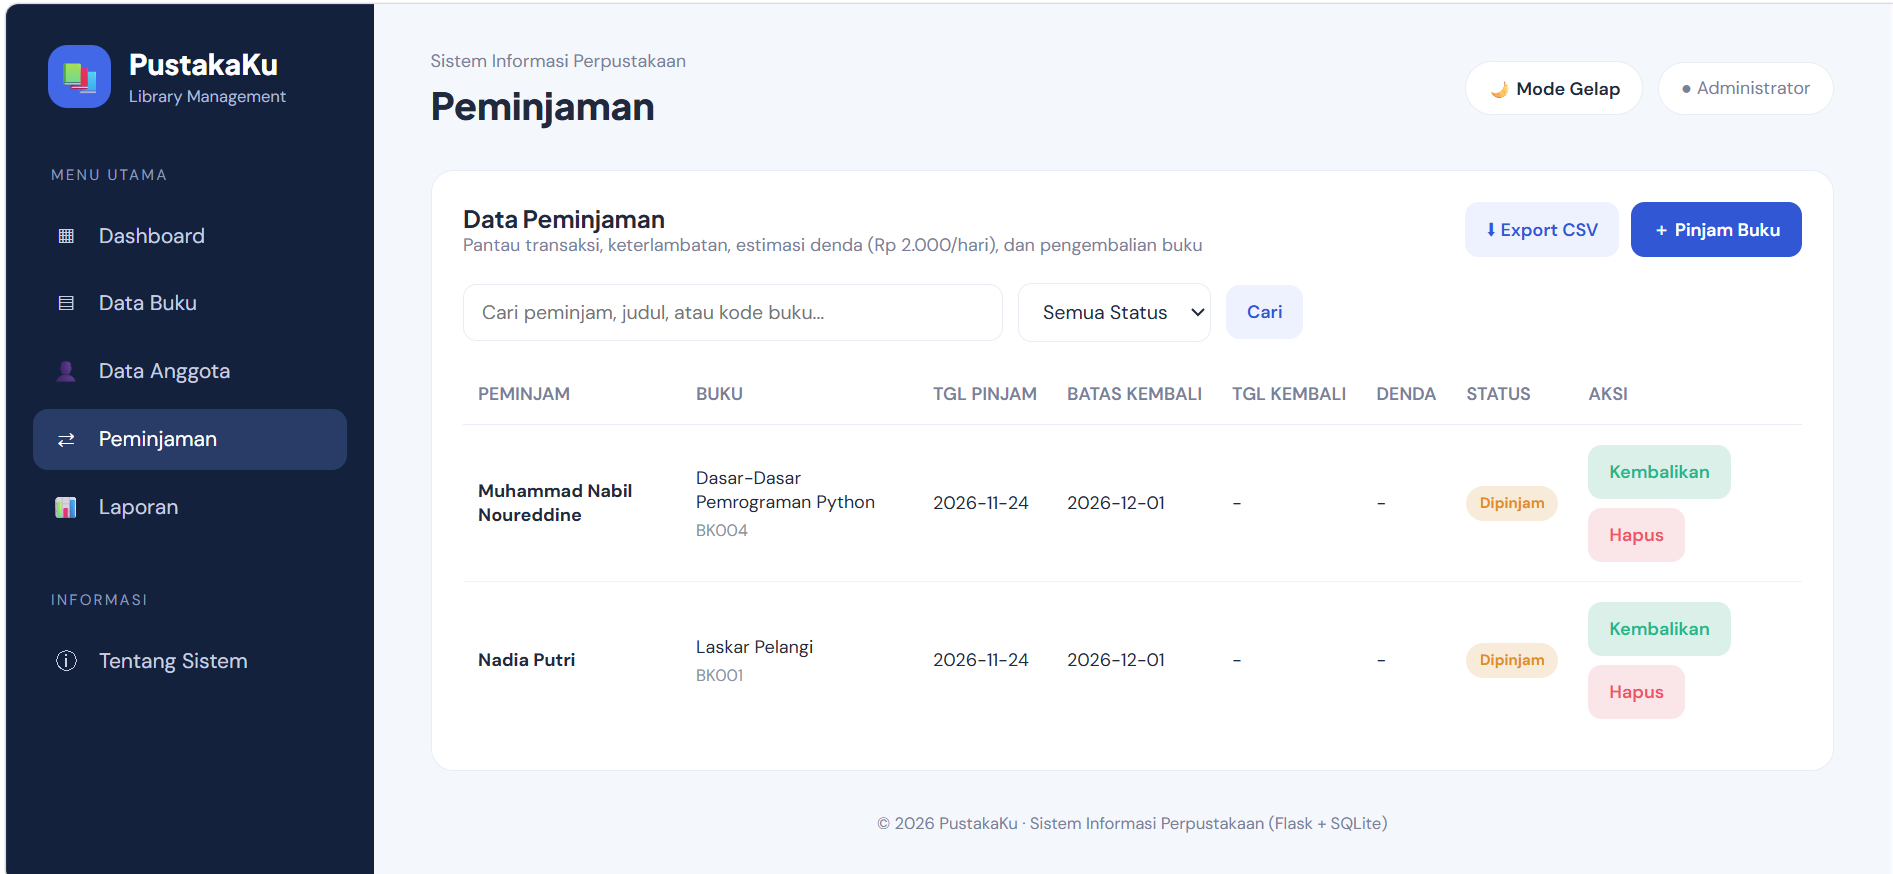 PustakaKu
Library Management
MENU UTAMA
Dashboard
Data Buku
Data Anggota
Peminjaman
Laporan
INFORMASI
Tentang Sistem
Sistem Informasi Perpustakaan
Peminjaman
Mode Gelap
Administrator
Data Peminjaman
Pantau transaksi, keterlambatan, estimasi denda (Rp 2.000/hari), dan pengembalian buku
⬇ Export CSV
+ Pinjam Buku
Cari peminjam, judul, atau kode buku...
Semua Status
Cari
PEMINJAM BUKU TGL PINJAM BATAS KEMBALI TGL KEMBALI DENDA STATUS AKSI
Muhammad Nabil
Noureddine
Dasar-Dasar
Pemrograman Python
BK004
2026-11-24
2026-12-01
-
-
Dipinjam
Kembalikan
Hapus
Nadia Putri
Laskar Pelangi
BK001
2026-11-24
2026-12-01
-
-
Dipinjam
Kembalikan
Hapus
© 2026 PustakaKu · Sistem Informasi Perpustakaan (Flask + SQLite)